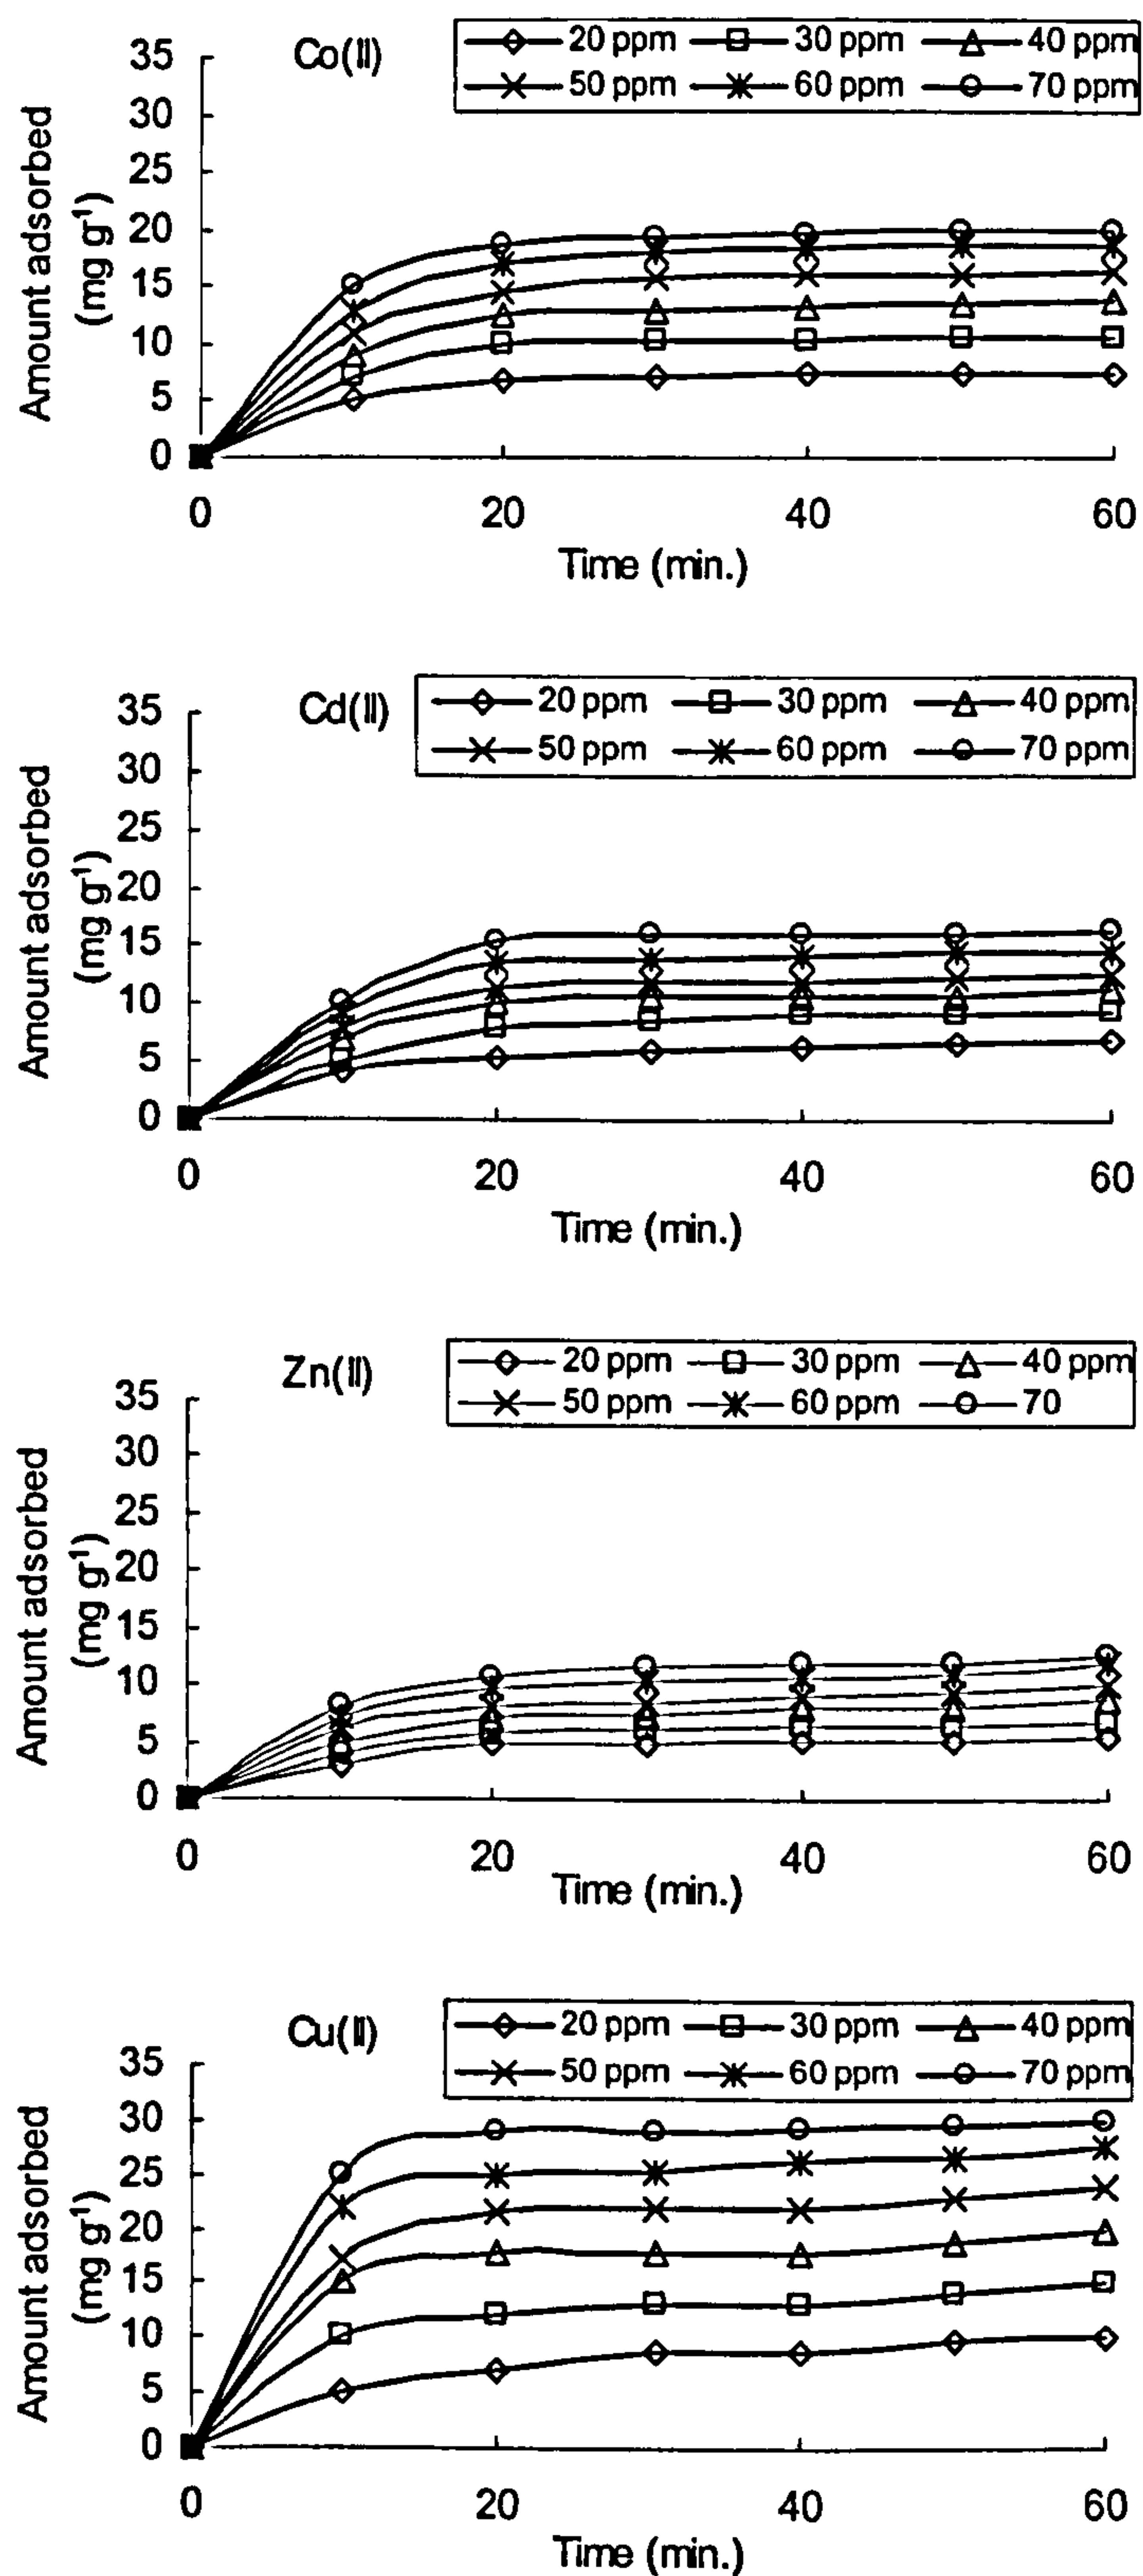 Co(II)
20 ppm 30 ppm 40 ppm
50 ppm 60 ppm 70 ppm
35
30
25
20
15
10
5
0
Amount adsorbed
(mg g⁻¹)
0 20 40 60
Time (min.)
Cd(II)
20 ppm 30 ppm 40 ppm
50 ppm 60 ppm 70 ppm
35
30
25
20
15
10
5
0
Amount adsorbed
(mg g⁻¹)
0 20 40 60
Time (min.)
Zn(II)
20 ppm 30 ppm 40 ppm
50 ppm 60 ppm 70
35
30
25
20
15
10
5
0
Amount adsorbed
(mg g⁻¹)
0 20 40 60
Time (min.)
Cu(II)
20 ppm 30 ppm 40 ppm
50 ppm 60 ppm 70 ppm
35
30
25
20
15
10
5
0
Amount adsorbed
(mg g⁻¹)
0 20 40 60
Time (min.)